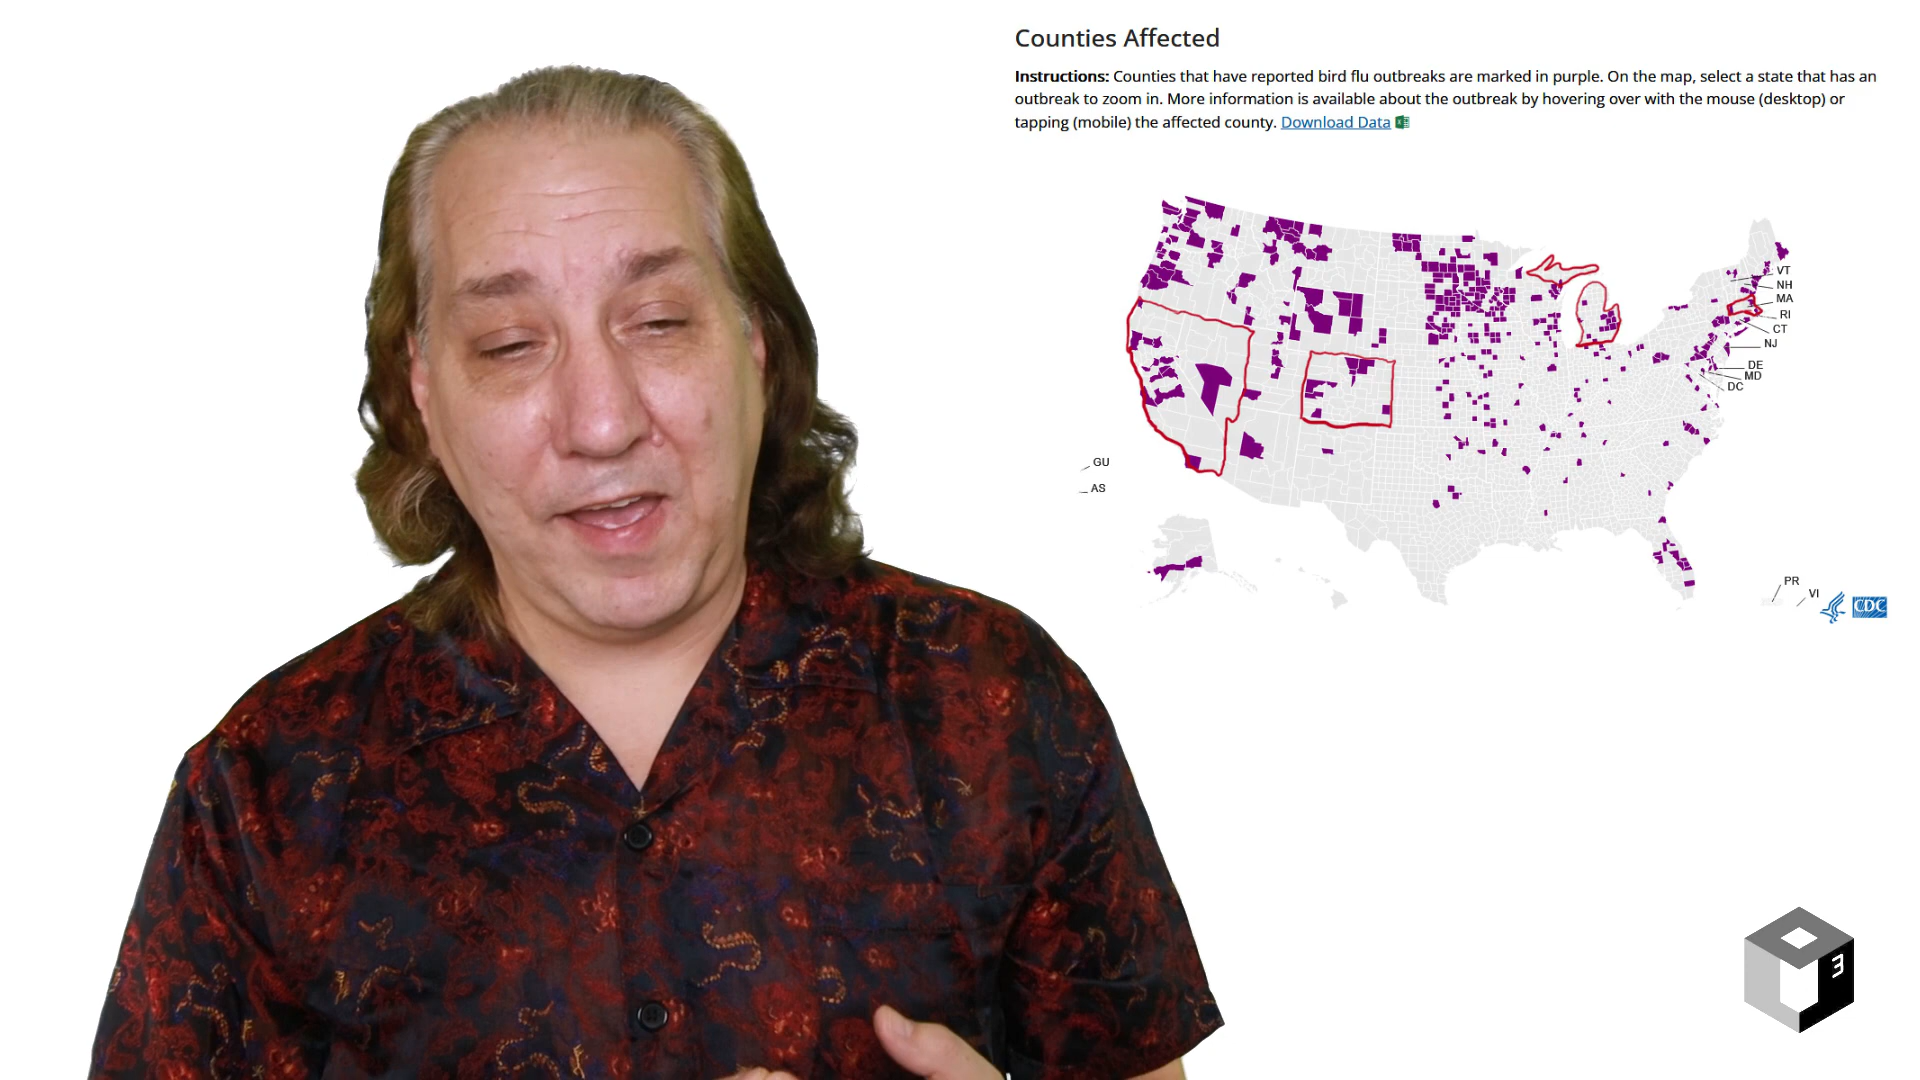 Counties Affected
Instructions: Counties that have reported bird flu outbreaks are marked in purple. On the map, select a state that has an
outbreak to zoom in. More information is available about the outbreak by hovering over with the mouse (desktop) or
tapping (mobile) the affected county. Download Data
VT
NH
MA
RI
CT
NJ
DE
MD
DC
GU
AS
PR
VI
CDC
3